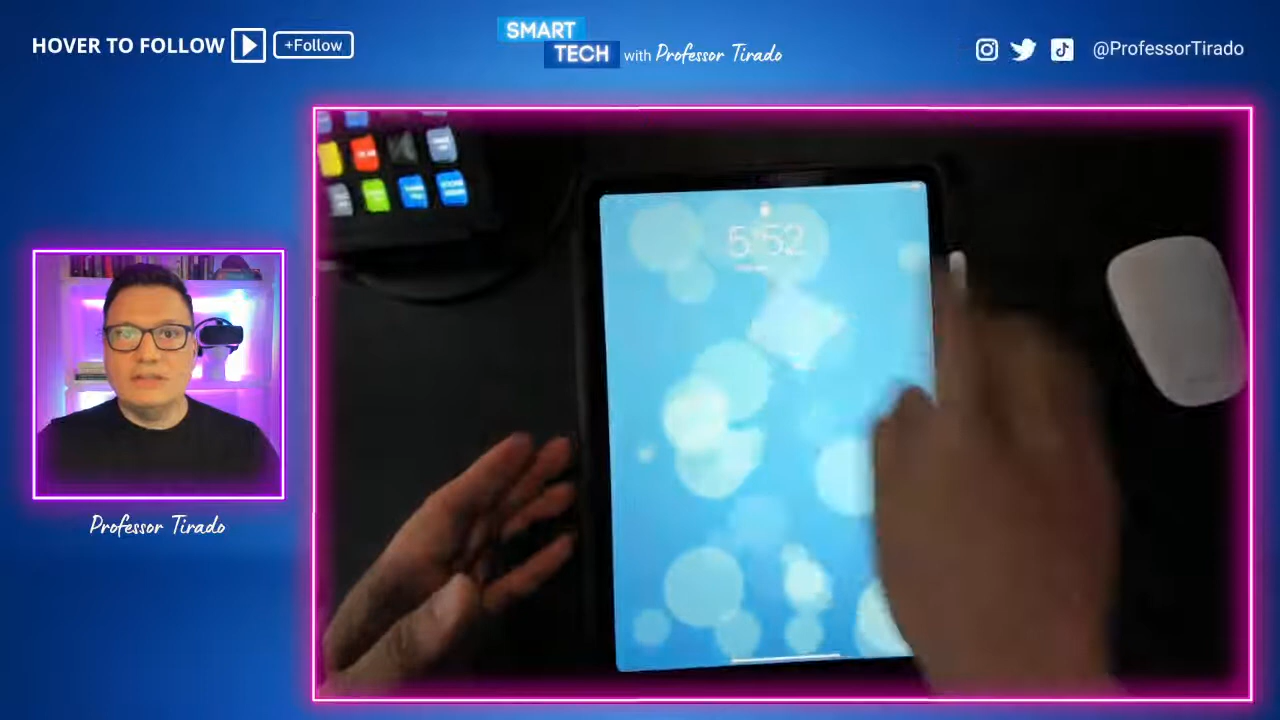 HOVER TO FOLLOW
+Follow
SMART
TECH with Professor Tirado
@ProfessorTirado
5:52
Professor Tirado